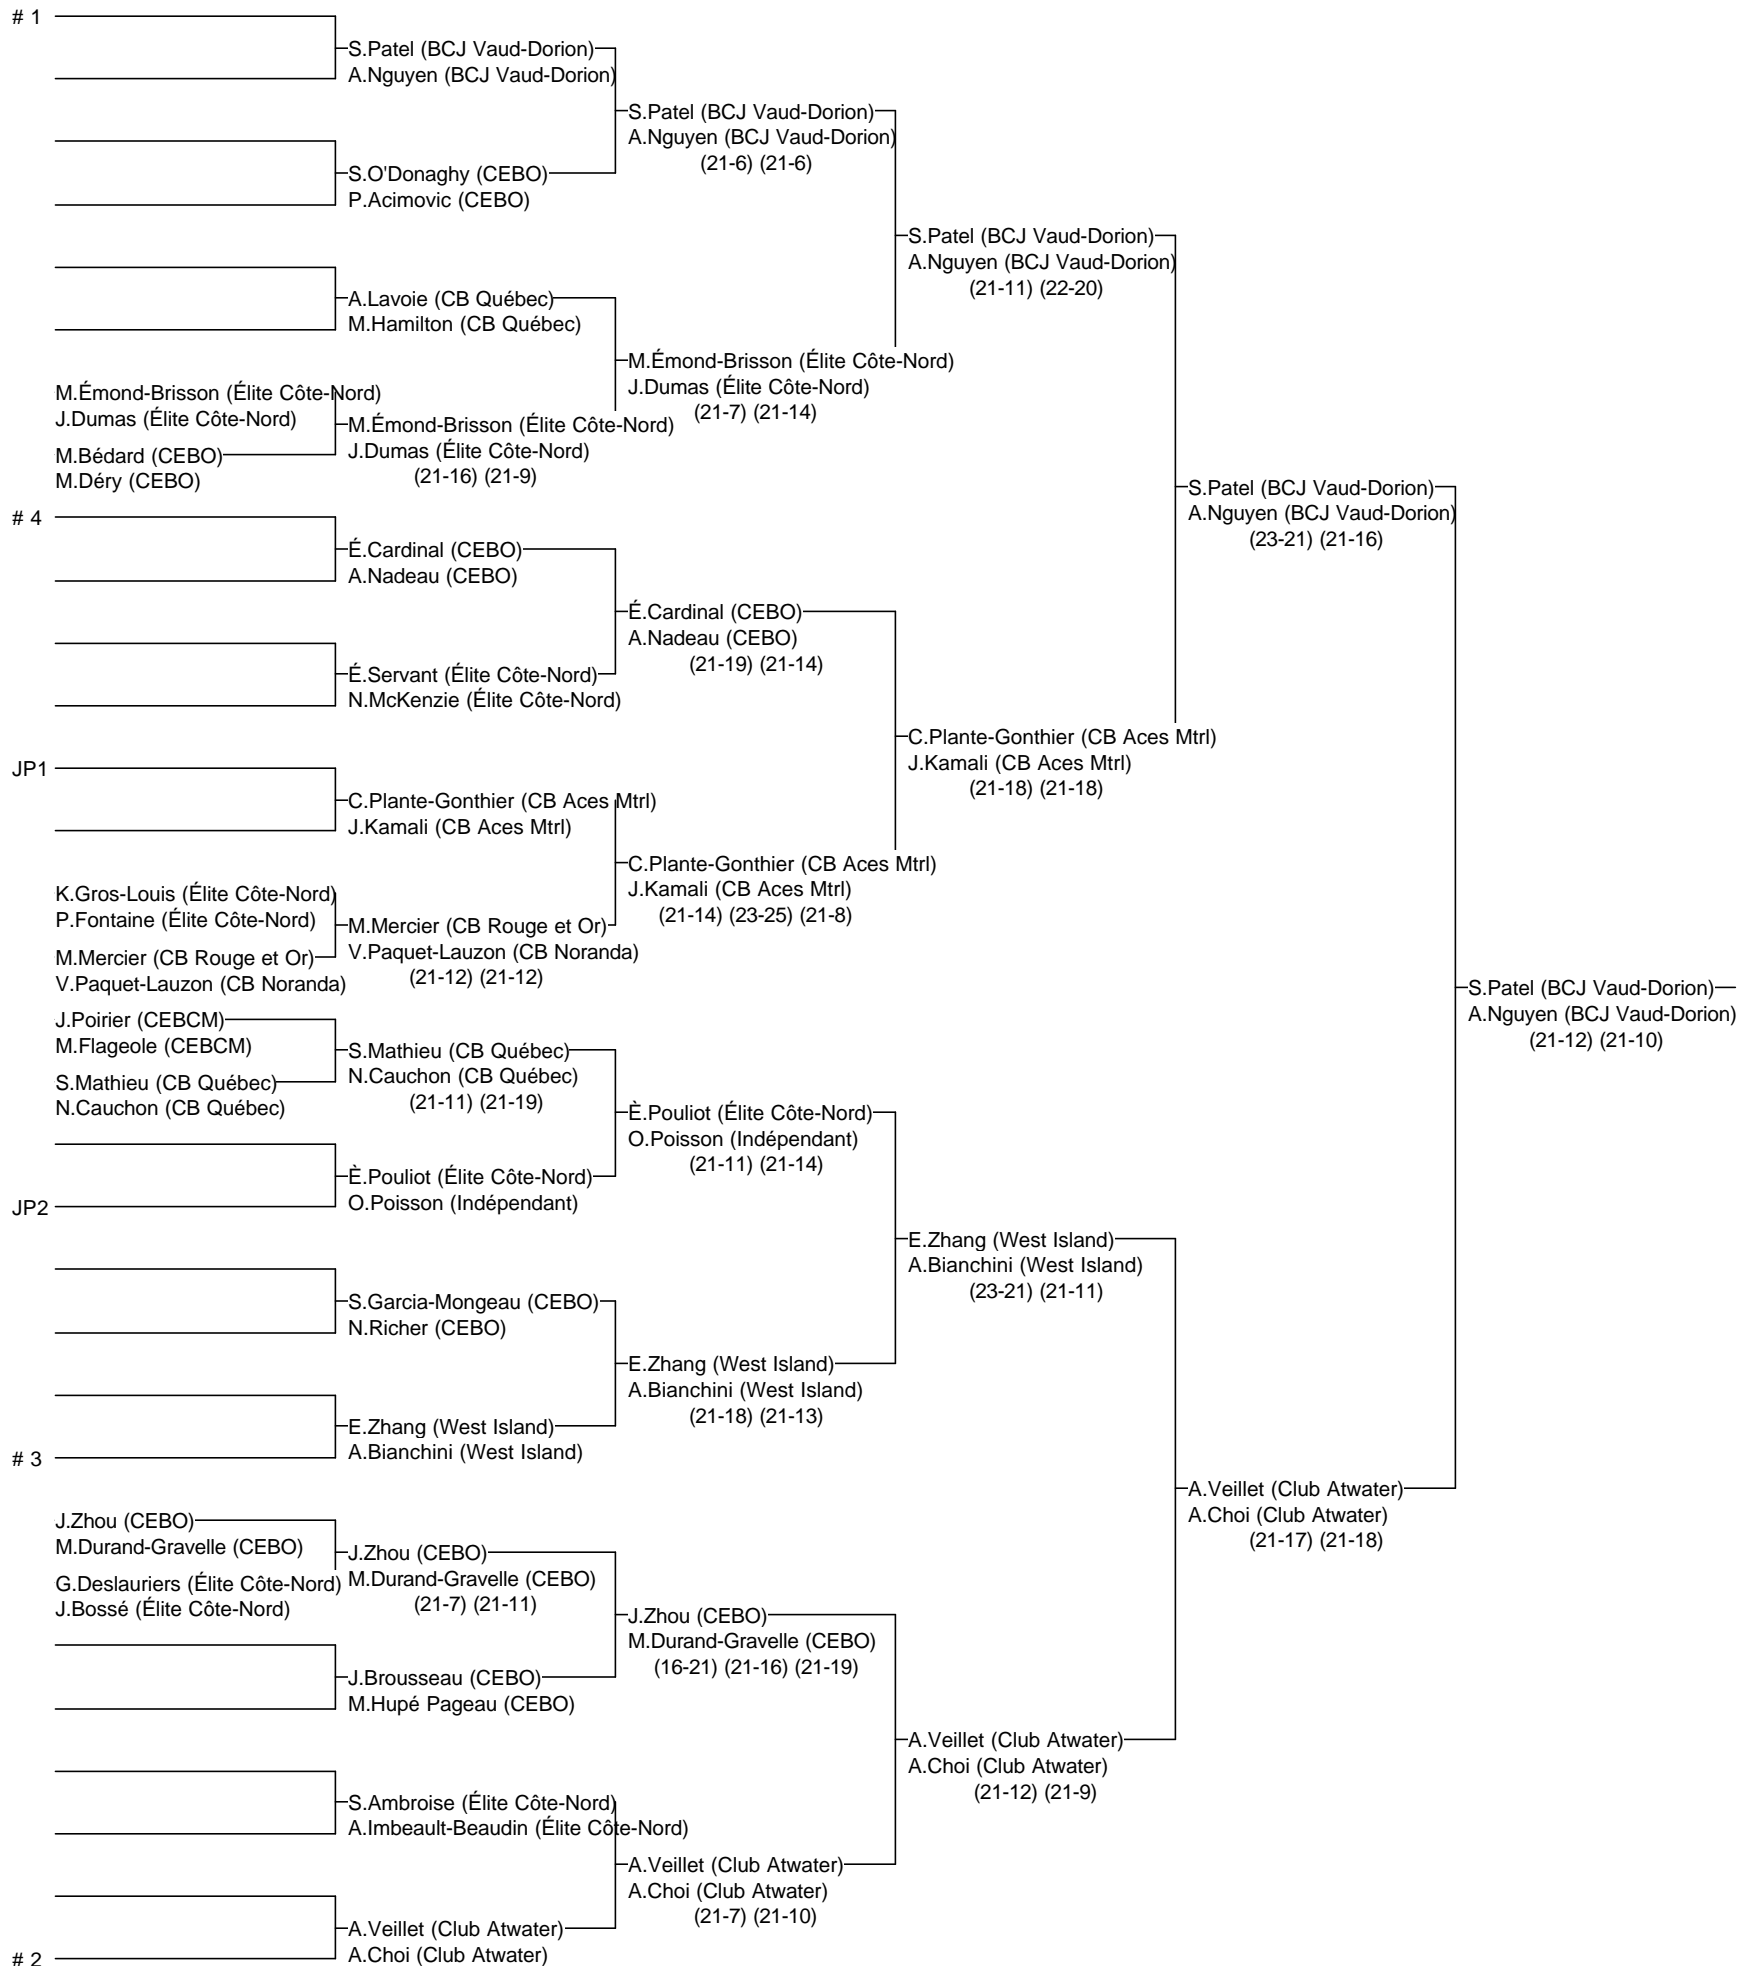 # 1
S.Patel (BCJ Vaud-Dorion)
A.Nguyen (BCJ Vaud-Dorion)
S.Patel (BCJ Vaud-Dorion)
A.Nguyen (BCJ Vaud-Dorion)
(21-6) (21-6)
S.O'Donaghy (CEBO)
P.Acimovic (CEBO)
S.Patel (BCJ Vaud-Dorion)
A.Nguyen (BCJ Vaud-Dorion)
(21-11) (22-20)
A.Lavoie (CB Québec)
M.Hamilton (CB Québec)
M.Émond-Brisson (Élite Côte-Nord)
J.Dumas (Élite Côte-Nord)
(21-7) (21-14)
M.Émond-Brisson (Élite Côte-Nord)
J.Dumas (Élite Côte-Nord)
M.Émond-Brisson (Élite Côte-Nord)
J.Dumas (Élite Côte-Nord)
(21-16) (21-9)
M.Bédard (CEBO)
M.Déry (CEBO)
S.Patel (BCJ Vaud-Dorion)
A.Nguyen (BCJ Vaud-Dorion)
(23-21) (21-16)
# 4
É.Cardinal (CEBO)
A.Nadeau (CEBO)
É.Cardinal (CEBO)
A.Nadeau (CEBO)
(21-19) (21-14)
É.Servant (Élite Côte-Nord)
N.McKenzie (Élite Côte-Nord)
C.Plante-Gonthier (CB Aces Mtrl)
J.Kamali (CB Aces Mtrl)
(21-18) (21-18)
JP1
C.Plante-Gonthier (CB Aces Mtrl)
J.Kamali (CB Aces Mtrl)
C.Plante-Gonthier (CB Aces Mtrl)
J.Kamali (CB Aces Mtrl)
(21-14) (23-25) (21-8)
K.Gros-Louis (Élite Côte-Nord)
P.Fontaine (Élite Côte-Nord)
M.Mercier (CB Rouge et Or)
V.Paquet-Lauzon (CB Noranda)
(21-12) (21-12)
M.Mercier (CB Rouge et Or)
V.Paquet-Lauzon (CB Noranda)
S.Patel (BCJ Vaud-Dorion)
A.Nguyen (BCJ Vaud-Dorion)
(21-12) (21-10)
J.Poirier (CEBCM)
M.Flageole (CEBCM)
S.Mathieu (CB Québec)
N.Cauchon (CB Québec)
(21-11) (21-19)
S.Mathieu (CB Québec)
N.Cauchon (CB Québec)
È.Pouliot (Élite Côte-Nord)
O.Poisson (Indépendant)
(21-11) (21-14)
È.Pouliot (Élite Côte-Nord)
O.Poisson (Indépendant)
JP2
E.Zhang (West Island)
A.Bianchini (West Island)
(23-21) (21-11)
S.Garcia-Mongeau (CEBO)
N.Richer (CEBO)
E.Zhang (West Island)
A.Bianchini (West Island)
(21-18) (21-13)
E.Zhang (West Island)
A.Bianchini (West Island)
# 3
A.Veillet (Club Atwater)
A.Choi (Club Atwater)
(21-17) (21-18)
J.Zhou (CEBO)
M.Durand-Gravelle (CEBO)
J.Zhou (CEBO)
M.Durand-Gravelle (CEBO)
(21-7) (21-11)
G.Deslauriers (Élite Côte-Nord)
J.Bossé (Élite Côte-Nord)
J.Zhou (CEBO)
M.Durand-Gravelle (CEBO)
(16-21) (21-16) (21-19)
J.Brousseau (CEBO)
M.Hupé Pageau (CEBO)
A.Veillet (Club Atwater)
A.Choi (Club Atwater)
(21-12) (21-9)
S.Ambroise (Élite Côte-Nord)
A.Imbeault-Beaudin (Élite Côte-Nord)
A.Veillet (Club Atwater)
A.Choi (Club Atwater)
(21-7) (21-10)
A.Veillet (Club Atwater)
A.Choi (Club Atwater)
# 2